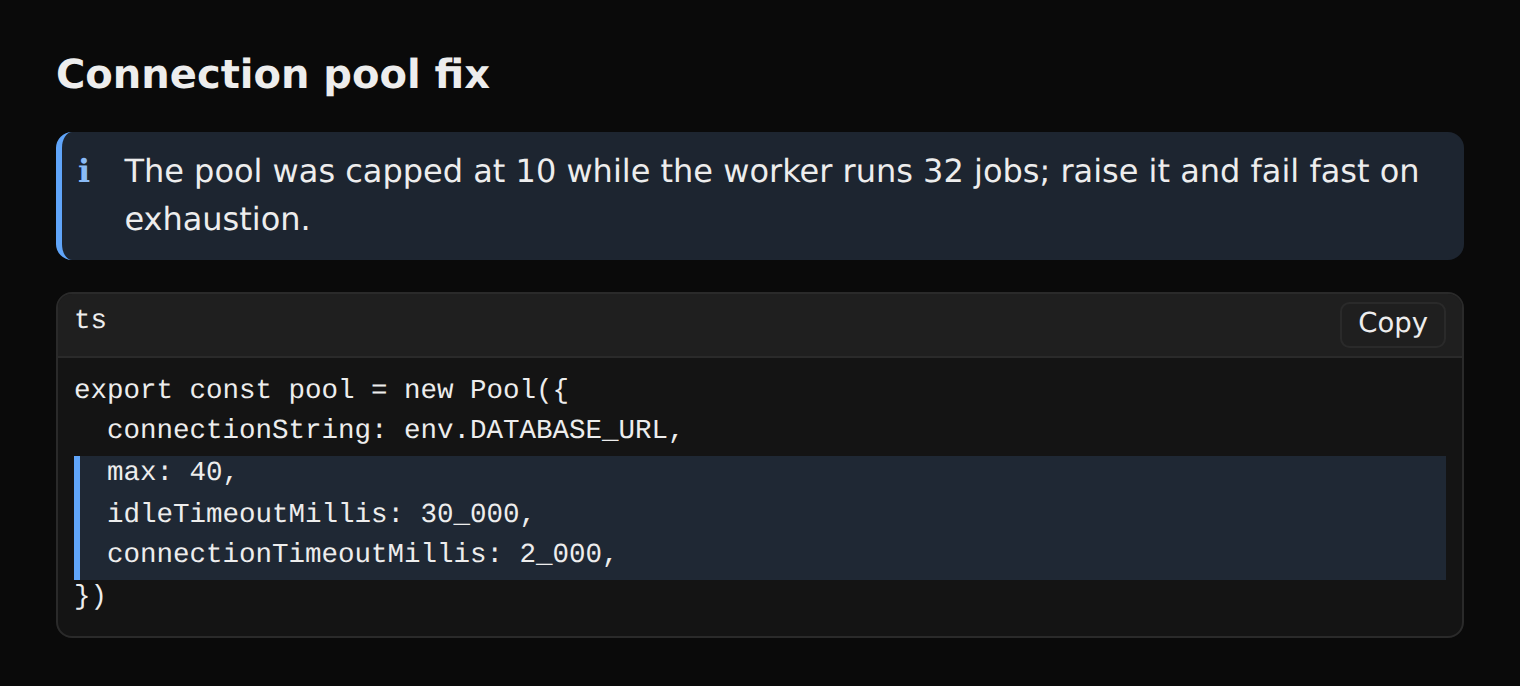 Connection pool fix
i The pool was capped at 10 while the worker runs 32 jobs; raise it and fail fast on
exhaustion.
ts Copy
export const pool = new Pool({
  connectionString: env.DATABASE_URL,
  max: 40,
  idleTimeoutMillis: 30_000,
  connectionTimeoutMillis: 2_000,
})